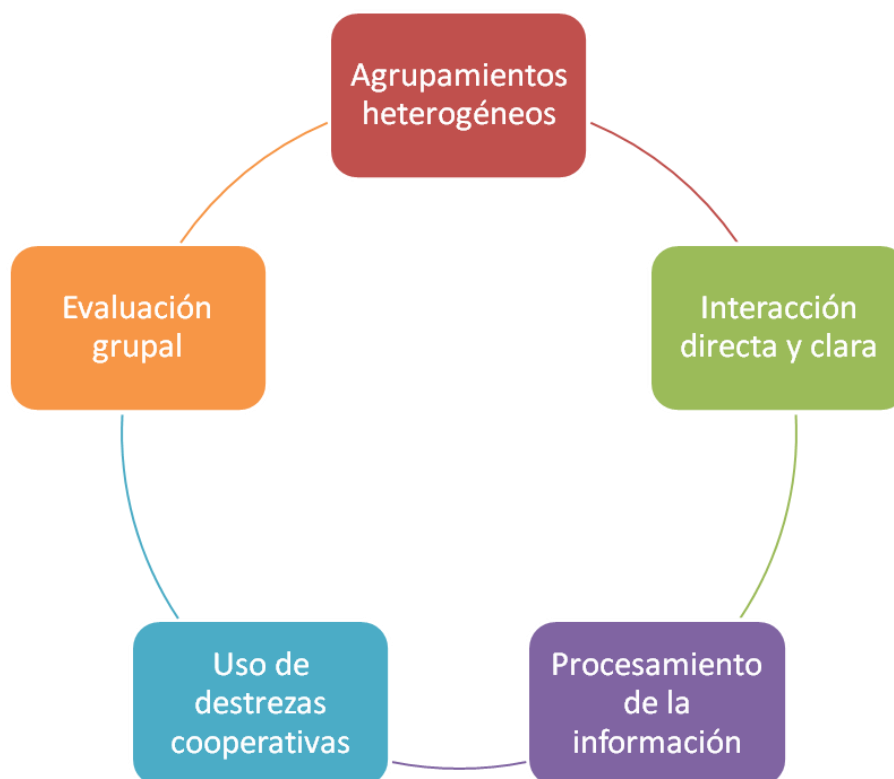 Agrupamientos
heterogéneos
Interacción
directa y clara
Procesamiento
de la
información
Uso de
destrezas
cooperativas
Evaluación
grupal